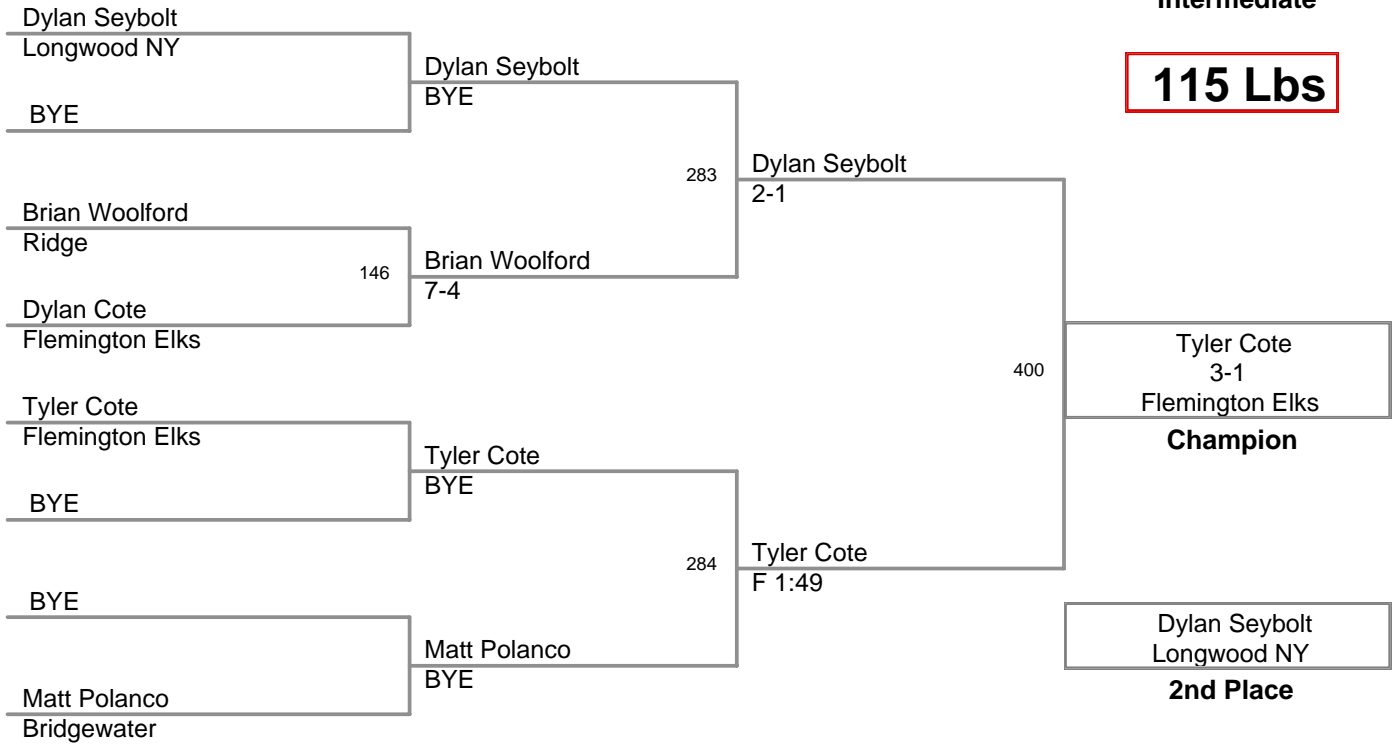 Intermediate
115 Lbs
Dylan Seybolt
Longwood NY
BYE
Brian Woolford
Ridge
146
Dylan Cote
Flemington Elks
Tyler Cote
Flemington Elks
BYE
BYE
Matt Polanco
Bridgewater
Dylan Seybolt
BYE
283
Brian Woolford
7-4
Tyler Cote
BYE
284
Matt Polanco
BYE
Dylan Seybolt
2-1
400
Tyler Cote
F 1:49
Tyler Cote
3-1
Flemington Elks
Champion
Dylan Seybolt
Longwood NY
2nd Place